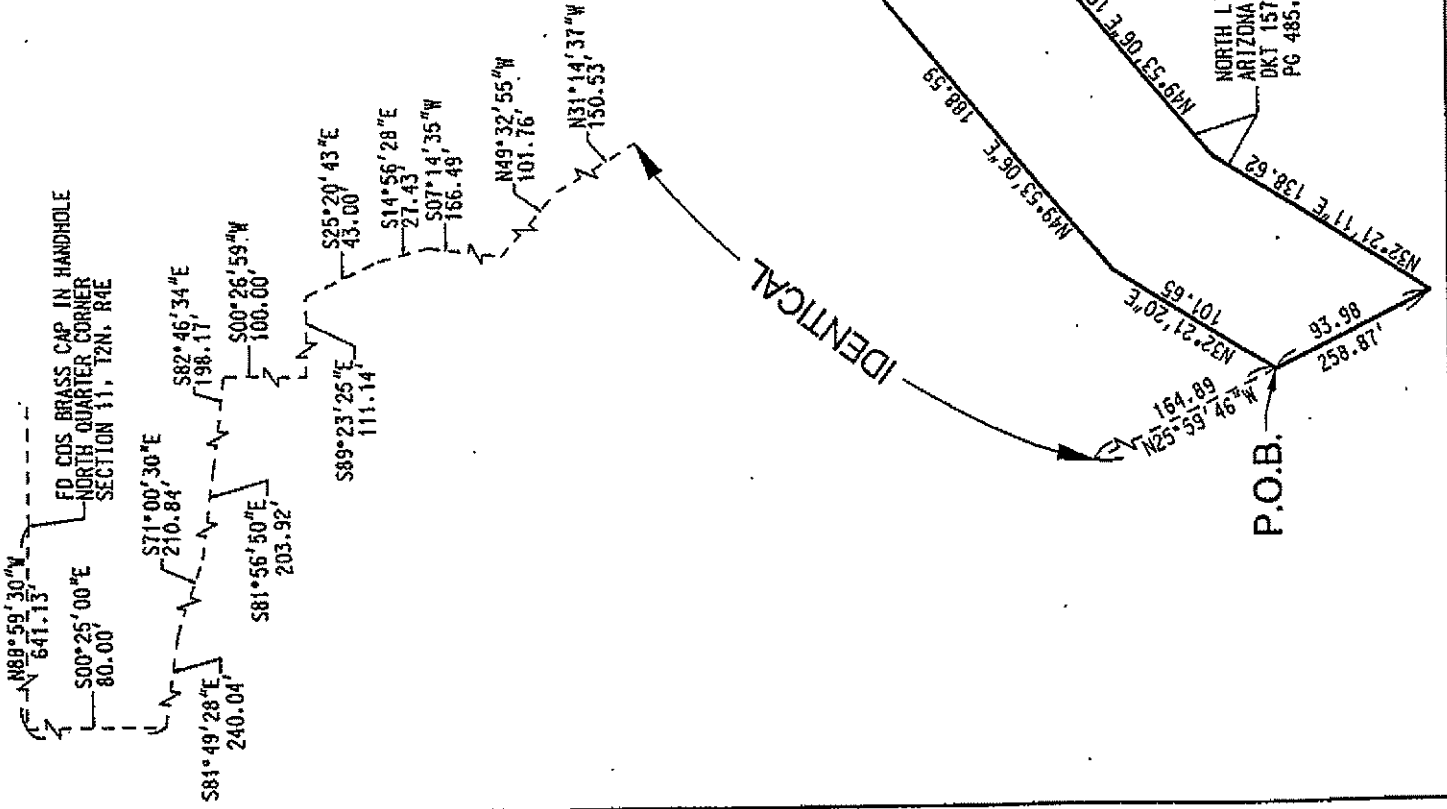 N88°59'30"W
641.13'
FD COS BRASS CAP IN HANDHOLE
NORTH QUARTER CORNER
SECTION 11, T2N, R4E
S00°25'00"E
80.00'
S71°00'30"E
210.84'
S82°46'34"E
198.17'
S81°49'28"E
240.04'
S81°56'50"E
203.92'
S00°26'59"W
100.00'
S89°23'25"E
111.14'
S25°20'43"E
43.00'
S14°56'28"E
27.43'
S07°14'35"W
166.49'
N49°32'55"W
101.76'
N31°14'37"W
150.53'
IDENTICAL
164.89
N25°59'46"W
P.O.B.
N32°21'20"E
101.65
N49°53'06"E
188.59
93.98
258.87'
N32°21'11"E 138.62
N49°53'06"E 10
NORTH L
ARIZONA
DKT 157
PG 485.